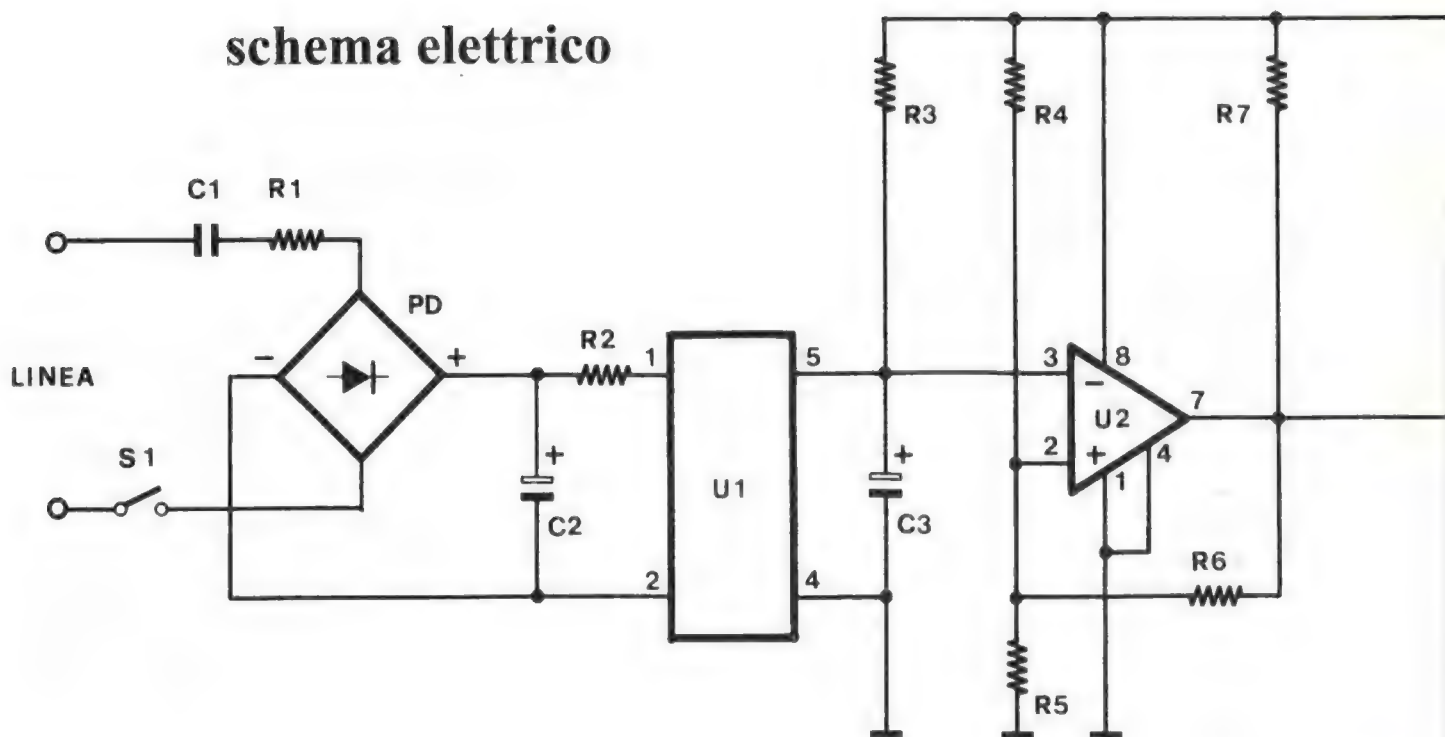 schema elettrico
R3
R4
R7
C1
R1
PD
-
+
R2
1
5
3
8
-
7
LINEA
U2
S1
+
2
+
4
+
1
U1
C2
C3
R6
2
4
R5